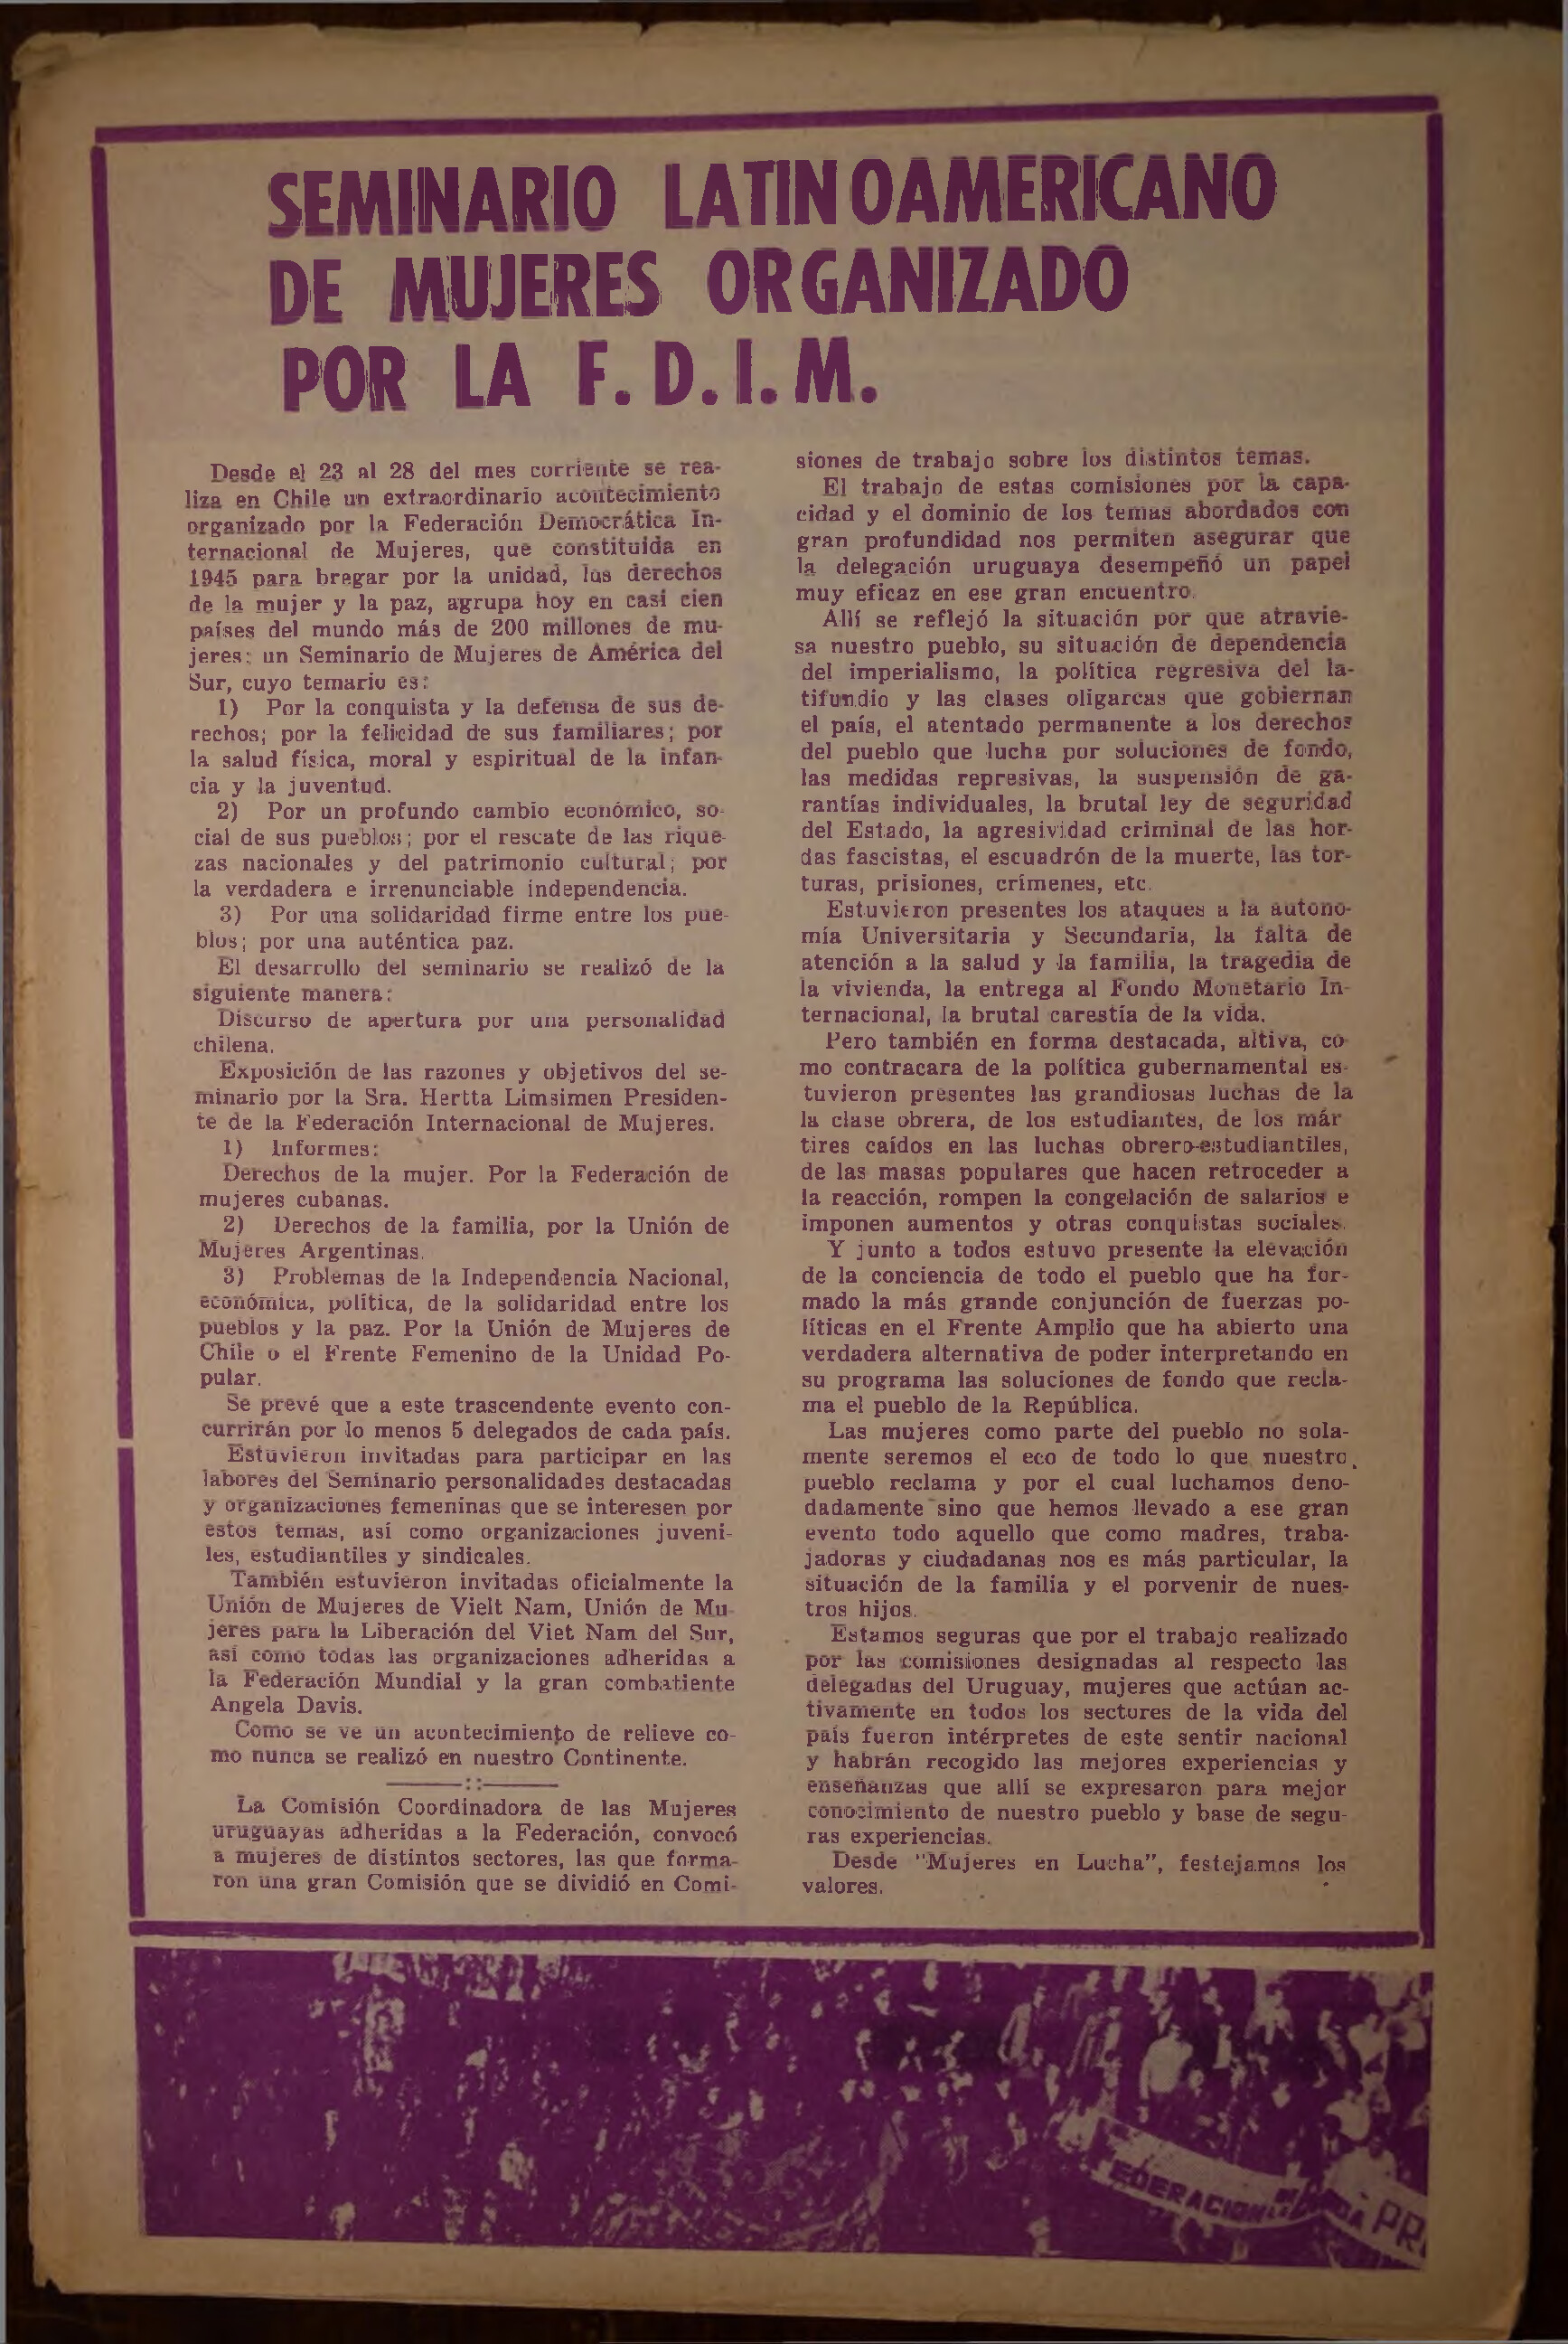 SEMINARIO LATINOAMERICANO
DE MUJERES ORGANIZADO
POR LA F. D. I. M.
Desde el 23 al 28 del mes corriente se rea-
liza en Chile un extraordinario acontecimiento
organizado por la Federación Democrática In-
ternacional de Mujeres, que constituida en
1945 para bregar por la unidad, los derechos
de la mujer y la paz, agrupa hoy en casi cien
países del mundo más de 200 millones de mu-
jeres: un Seminario de Mujeres de América del
Sur, cuyo temario es:
1) Por la conquista y la defensa de sus de-
rechos; por la felicidad de sus familiares; por
la salud física, moral y espiritual de la infan-
cia y la juventud.
2) Por un profundo cambio económico, so-
cial de sus pueblos; por el rescate de las rique-
zas nacionales y del patrimonio cultural; por
la verdadera e irrenunciable independencia.
3) Por una solidaridad firme entre los pue-
blos; por una auténtica paz.
El desarrollo del seminario se realizó de la
siguiente manera:
Discurso de apertura por una personalidad
chilena.
Exposición de las razones y objetivos del se-
minario por la Sra. Hertta Limsimen Presiden-
te de la Federación Internacional de Mujeres.
1) Informes:
Derechos de la mujer. Por la Federación de
mujeres cubanas.
2) Derechos de la familia, por la Unión de
Mujeres Argentinas.
3) Problemas de la Independencia Nacional,
económica, política, de la solidaridad entre los
pueblos y la paz. Por la Unión de Mujeres de
Chile o el Frente Femenino de la Unidad Po-
pular.
Se prevé que a este trascendente evento con-
currirán por lo menos 5 delegados de cada país.
Estuvieron invitadas para participar en las
labores del Seminario personalidades destacadas
y organizaciones femeninas que se interesen por
estos temas, así como organizaciones juveni-
les, estudiantiles y sindicales.
También estuvieron invitadas oficialmente la
Unión de Mujeres de Vielt Nam, Unión de Mu-
jeres para la Liberación del Viet Nam del Sur,
así como todas las organizaciones adheridas a
la Federación Mundial y la gran combatiente
Angela Davis.
Como se ve un acontecimiento de relieve co-
mo nunca se realizó en nuestro Continente.
———::———
La Comisión Coordinadora de las Mujeres
uruguayas adheridas a la Federación, convocó
a mujeres de distintos sectores, las que forma-
ron una gran Comisión que se dividió en Comi-
siones de trabajo sobre los distintos temas.
El trabajo de estas comisiones por la capa-
cidad y el dominio de los temas abordados con
gran profundidad nos permiten asegurar que
la delegación uruguaya desempeñó un papel
muy eficaz en ese gran encuentro.
Allí se reflejó la situación por que atravie-
sa nuestro pueblo, su situación de dependencia
del imperialismo, la política regresiva del la-
tifundio y las clases oligarcas que gobiernan
el país, el atentado permanente a los derechos
del pueblo que lucha por soluciones de fondo,
las medidas represivas, la suspensión de ga-
rantías individuales, la brutal ley de seguridad
del Estado, la agresividad criminal de las hor-
das fascistas, el escuadrón de la muerte, las tor-
turas, prisiones, crímenes, etc.
Estuvieron presentes los ataques a la autono-
mía Universitaria y Secundaria, la falta de
atención a la salud y la familia, la tragedia de
la vivienda, la entrega al Fondo Monetario In-
ternacional, la brutal carestía de la vida.
Pero también en forma destacada, altiva, co-
mo contracara de la política gubernamental es-
tuvieron presentes las grandiosas luchas de la
la clase obrera, de los estudiantes, de los már-
tires caídos en las luchas obrero-estudiantiles,
de las masas populares que hacen retroceder a
la reacción, rompen la congelación de salarios e
imponen aumentos y otras conquistas sociales.
Y junto a todos estuvo presente la elevación
de la conciencia de todo el pueblo que ha for-
mado la más grande conjunción de fuerzas po-
líticas en el Frente Amplio que ha abierto una
verdadera alternativa de poder interpretando en
su programa las soluciones de fondo que recla-
ma el pueblo de la República.
Las mujeres como parte del pueblo no sola-
mente seremos el eco de todo lo que nuestro
pueblo reclama y por el cual luchamos deno-
dadamente sino que hemos llevado a ese gran
evento todo aquello que como madres, traba-
jadoras y ciudadanas nos es más particular, la
situación de la familia y el porvenir de nues-
tros hijos.
Estamos seguras que por el trabajo realizado
por las comisiones designadas al respecto las
delegadas del Uruguay, mujeres que actúan ac-
tivamente en todos los sectores de la vida del
país fueron intérpretes de este sentir nacional
y habrán recogido las mejores experiencias y
enseñanzas que allí se expresaron para mejor
conocimiento de nuestro pueblo y base de segu-
ras experiencias.
Desde "Mujeres en Lucha", festejamos los
valores.
EDERACION
PR